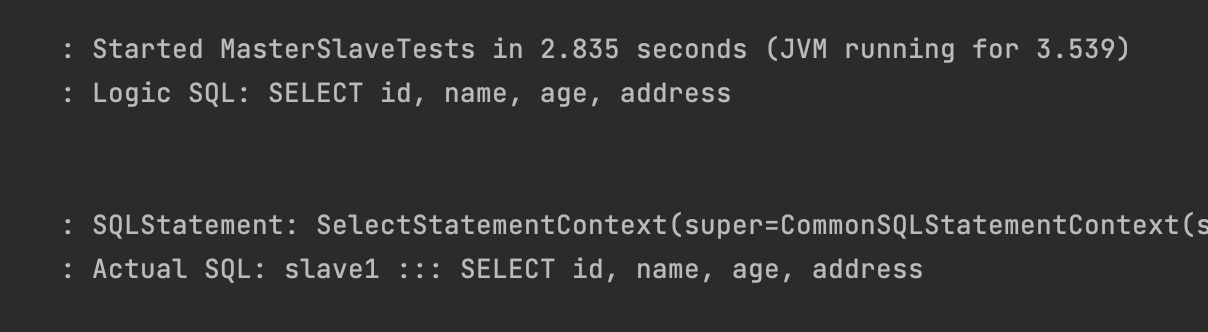 : Started MasterSlaveTests in 2.835 seconds (JVM running for 3.539)
: Logic SQL: SELECT id, name, age, address
: SQLStatement: SelectStatementContext(super=CommonSQLStatementContext(s
: Actual SQL: slave1 ::: SELECT id, name, age, address